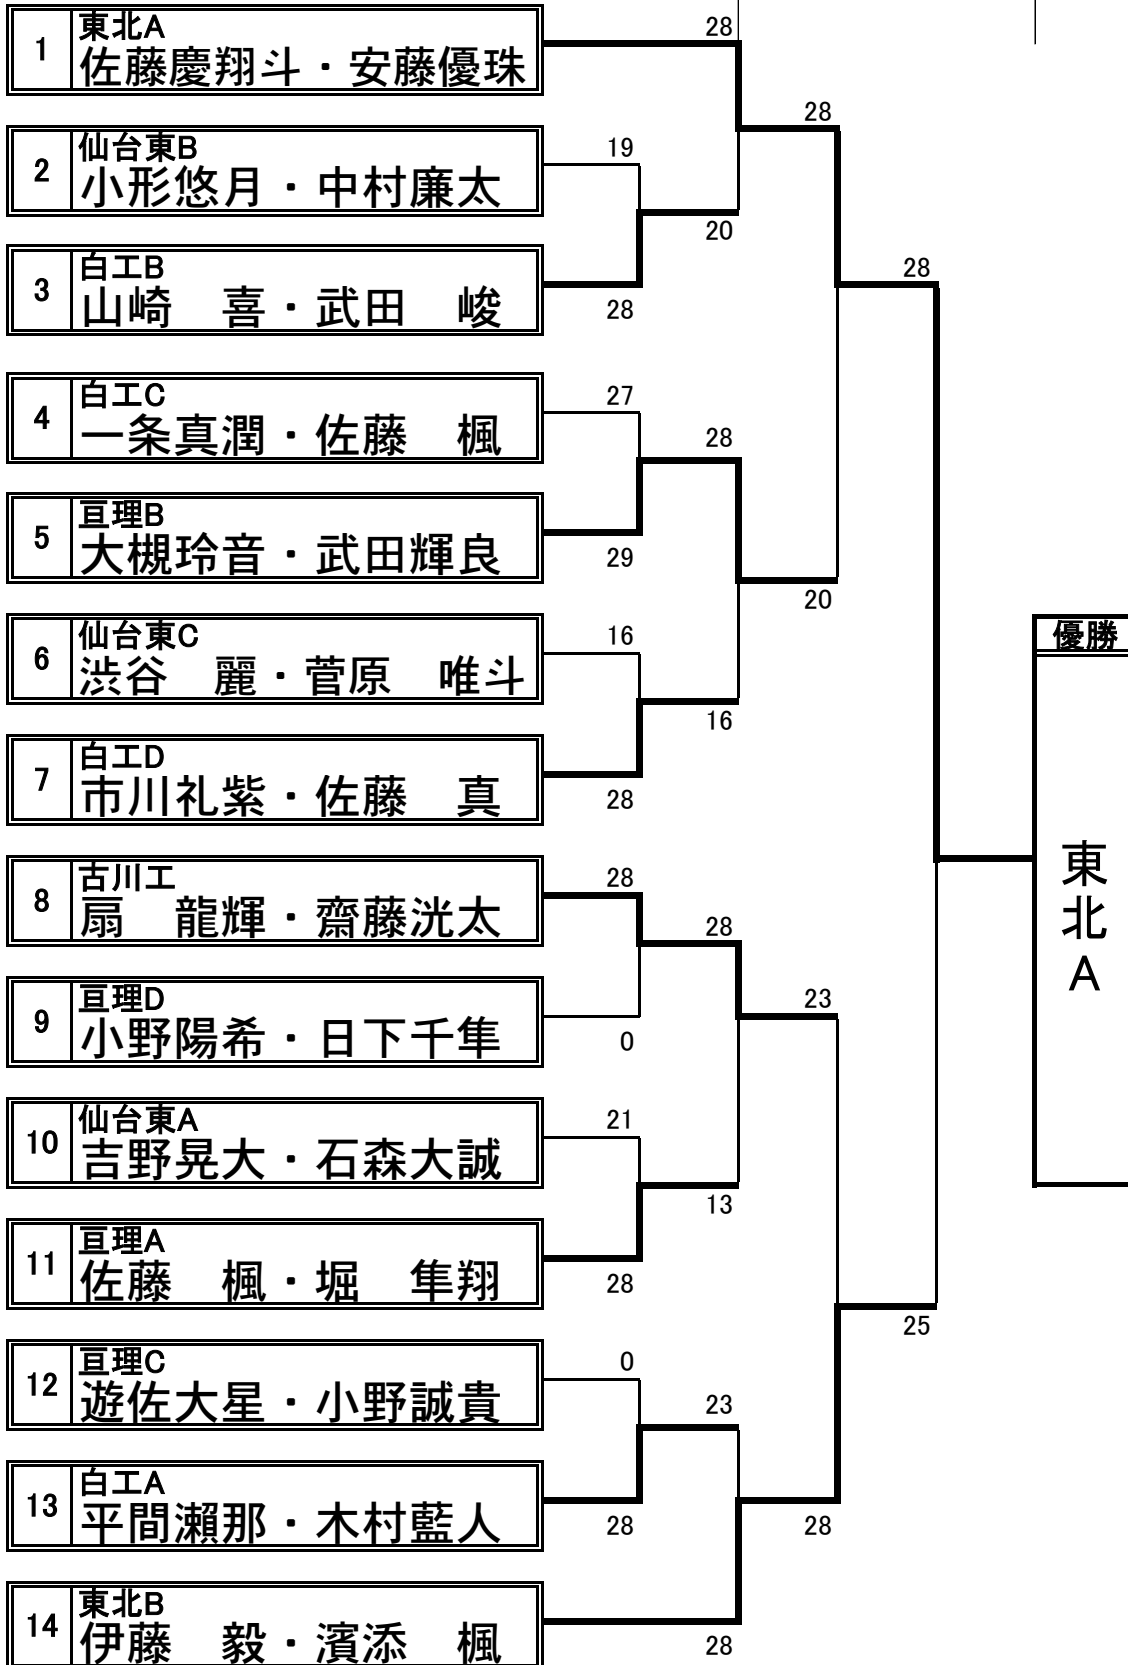 1
東北A
佐藤慶翔斗・安藤優珠
28
28
2
仙台東B
小形悠月・中村廉太
19
20
3
白工B
山崎　喜・武田　峻
28
28
4
白工C
一条真潤・佐藤　楓
27
28
5
亘理B
大槻玲音・武田輝良
29
20
6
仙台東C
渋谷　麗・菅原　唯斗
16
16
7
白工D
市川礼紫・佐藤　真
28
8
古川工
扇　龍輝・齋藤洸太
28
28
9
亘理D
小野陽希・日下千隼
0
23
10
仙台東A
吉野晃大・石森大誠
21
13
11
亘理A
佐藤　楓・堀　隼翔
28
25
12
亘理C
遊佐大星・小野誠貴
0
23
13
白工A
平間瀬那・木村藍人
28
28
14
東北B
伊藤　毅・濱添　楓
28
優勝
東北A